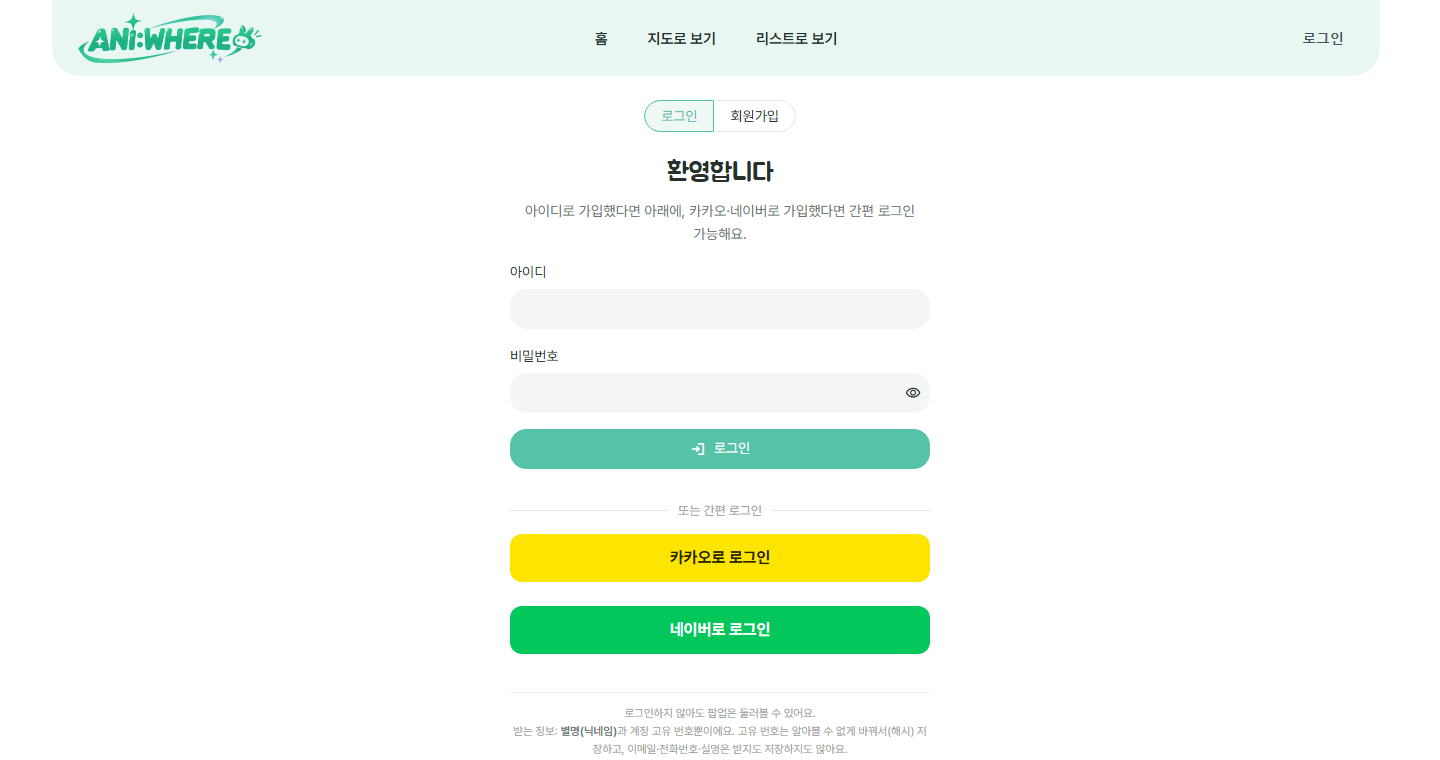 ANI:WHERE
홈
지도로 보기
리스트로 보기
로그인
로그인
회원가입
환영합니다
아이디로 가입했다면 아래에, 카카오·네이버로 가입했다면 간편 로그인
가능해요.
아이디
비밀번호
로그인
또는 간편 로그인
카카오로 로그인
네이버로 로그인
로그인하지 않아도 팝업은 둘러볼 수 있어요.
받는 정보: 별명(닉네임)과 계정 고유 번호뿐이에요. 고유 번호는 알아볼 수 없게 바꿔서(해시) 저
장하고, 이메일·전화번호·실명은 받지도 저장하지도 않아요.